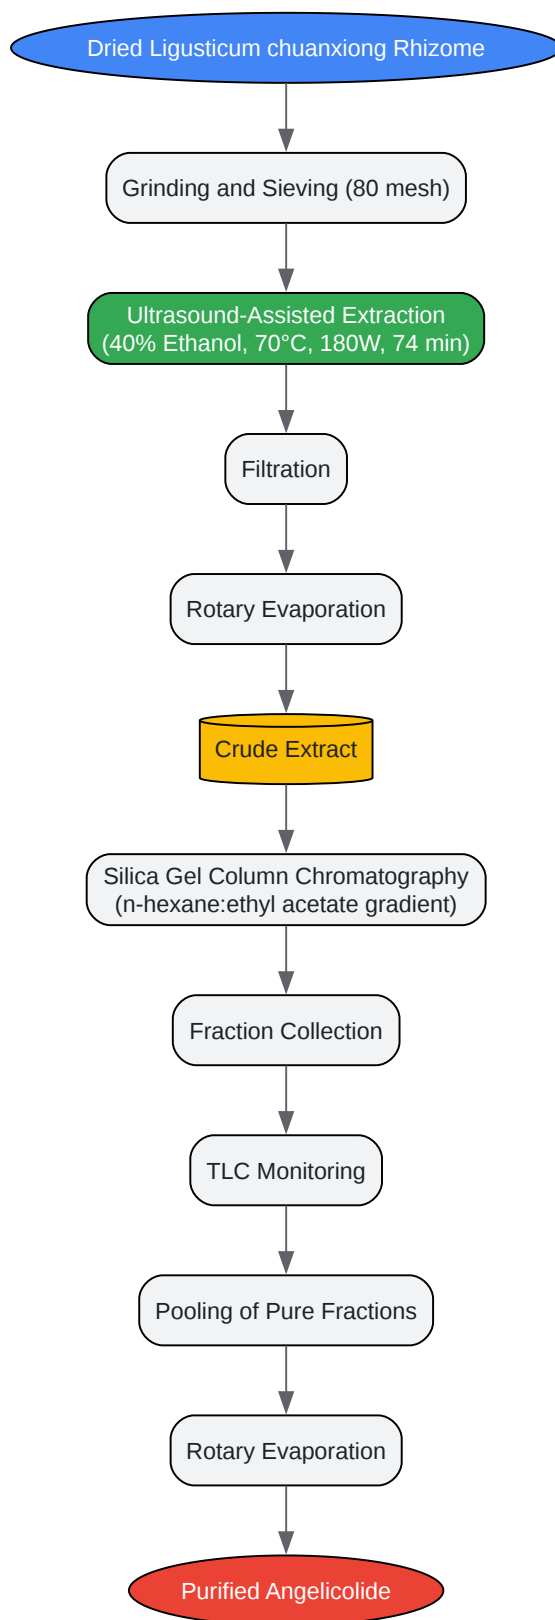 Dried Ligusticum chuanxiong Rhizome
Grinding and Sieving (80 mesh)
Ultrasound-Assisted Extraction
(40% Ethanol, 70°C, 180W, 74 min)
Filtration
Rotary Evaporation
Crude Extract
Silica Gel Column Chromatography
(n-hexane:ethyl acetate gradient)
Fraction Collection
TLC Monitoring
Pooling of Pure Fractions
Rotary Evaporation
Purified Angelicolide